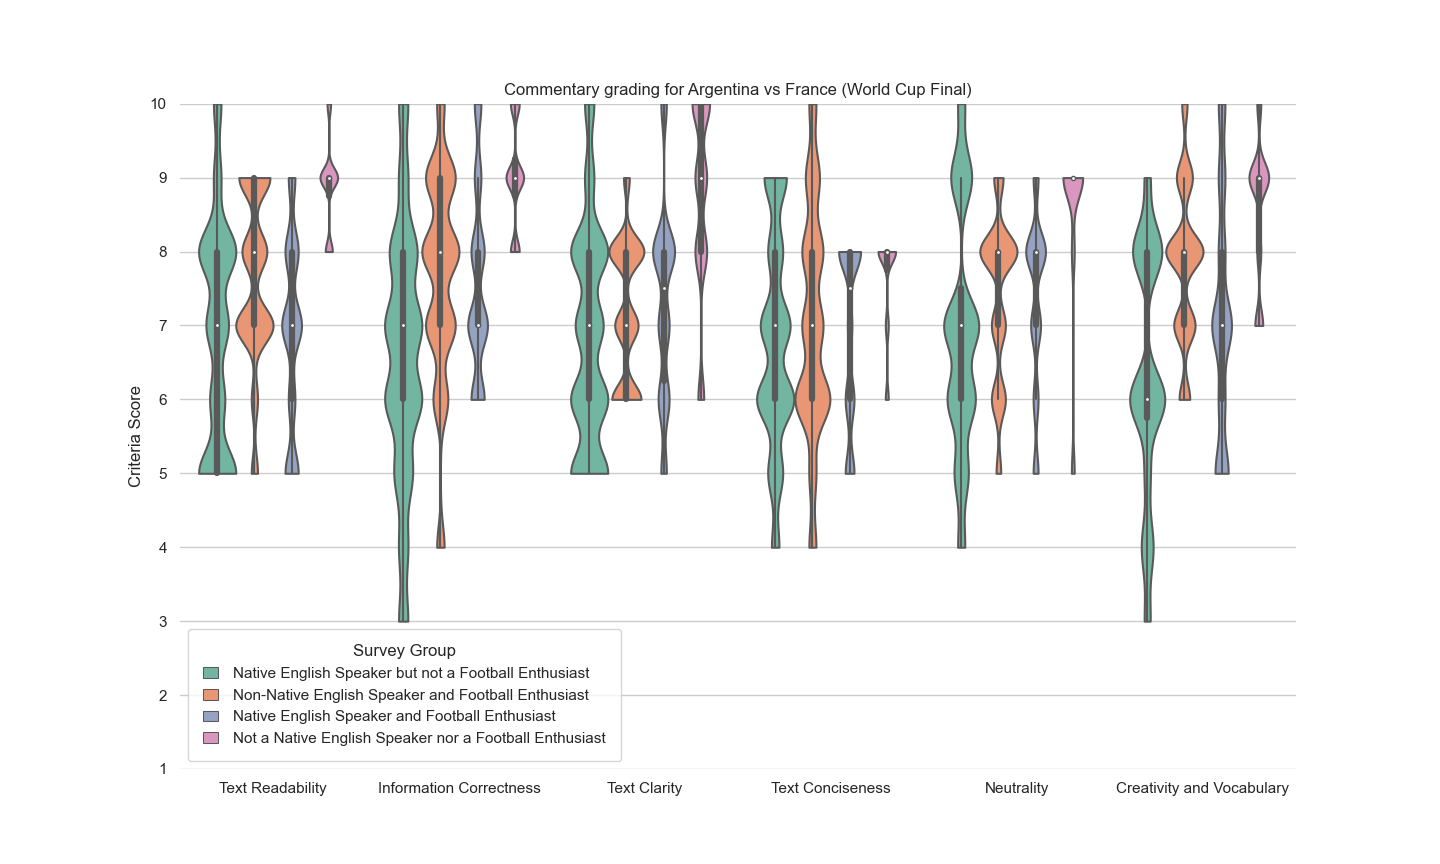 Commentary grading for Argentina vs France (World Cup Final)
10
9
8
7
6
5
4
3
2
1
Criteria Score
Survey Group
Native English Speaker but not a Football Enthusiast
Non-Native English Speaker and Football Enthusiast
Native English Speaker and Football Enthusiast
Not a Native English Speaker nor a Football Enthusiast
Text Readability
Information Correctness
Text Clarity
Text Conciseness
Neutrality
Creativity and Vocabulary